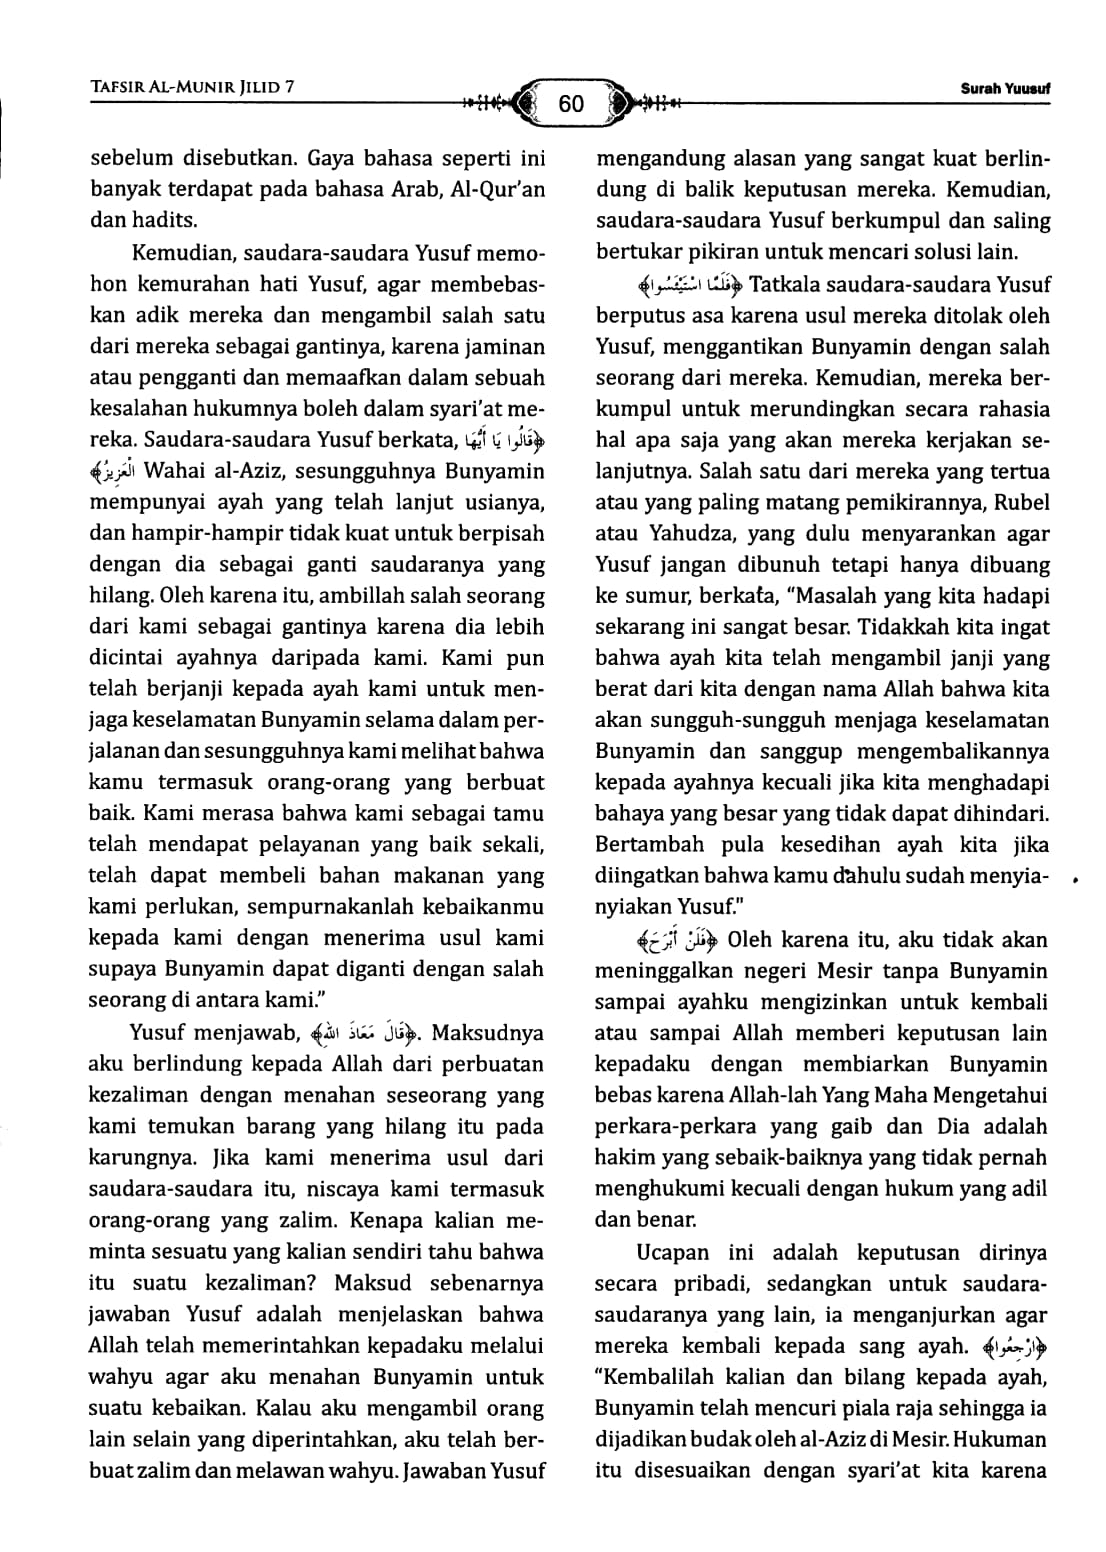 TAFSIR AL-MUNIR JILID 7
60
Surah Yuusuf
sebelum disebutkan. Gaya bahasa seperti ini
banyak terdapat pada bahasa Arab, Al-Qur'an
dan hadits.
Kemudian, saudara-saudara Yusuf memo-
hon kemurahan hati Yusuf, agar membebas-
kan adik mereka dan mengambil salah satu
dari mereka sebagai gantinya, karena jaminan
atau pengganti dan memaafkan dalam sebuah
kesalahan hukumnya boleh dalam syari'at me-
reka. Saudara-saudara Yusuf berkata, ﴿قَالُوا يَا أَيُّهَا
الْعَزِيزُ﴾ Wahai al-Aziz, sesungguhnya Bunyamin
mempunyai ayah yang telah lanjut usianya,
dan hampir-hampir tidak kuat untuk berpisah
dengan dia sebagai ganti saudaranya yang
hilang. Oleh karena itu, ambillah salah seorang
dari kami sebagai gantinya karena dia lebih
dicintai ayahnya daripada kami. Kami pun
telah berjanji kepada ayah kami untuk men-
jaga keselamatan Bunyamin selama dalam per-
jalanan dan sesungguhnya kami melihat bahwa
kamu termasuk orang-orang yang berbuat
baik. Kami merasa bahwa kami sebagai tamu
telah mendapat pelayanan yang baik sekali,
telah dapat membeli bahan makanan yang
kami perlukan, sempurnakanlah kebaikanmu
kepada kami dengan menerima usul kami
supaya Bunyamin dapat diganti dengan salah
seorang di antara kami."
Yusuf menjawab, ﴿قَالَ مَعَاذَ اللهِ﴾. Maksudnya
aku berlindung kepada Allah dari perbuatan
kezaliman dengan menahan seseorang yang
kami temukan barang yang hilang itu pada
karungnya. Jika kami menerima usul dari
saudara-saudara itu, niscaya kami termasuk
orang-orang yang zalim. Kenapa kalian me-
minta sesuatu yang kalian sendiri tahu bahwa
itu suatu kezaliman? Maksud sebenarnya
jawaban Yusuf adalah menjelaskan bahwa
Allah telah memerintahkan kepadaku melalui
wahyu agar aku menahan Bunyamin untuk
suatu kebaikan. Kalau aku mengambil orang
lain selain yang diperintahkan, aku telah ber-
buat zalim dan melawan wahyu. Jawaban Yusuf
mengandung alasan yang sangat kuat berlin-
dung di balik keputusan mereka. Kemudian,
saudara-saudara Yusuf berkumpul dan saling
bertukar pikiran untuk mencari solusi lain.
﴿فَلَمَّا اسْتَيْئَسُوا﴾ Tatkala saudara-saudara Yusuf
berputus asa karena usul mereka ditolak oleh
Yusuf, menggantikan Bunyamin dengan salah
seorang dari mereka. Kemudian, mereka ber-
kumpul untuk merundingkan secara rahasia
hal apa saja yang akan mereka kerjakan se-
lanjutnya. Salah satu dari mereka yang tertua
atau yang paling matang pemikirannya, Rubel
atau Yahudza, yang dulu menyarankan agar
Yusuf jangan dibunuh tetapi hanya dibuang
ke sumur, berkata, "Masalah yang kita hadapi
sekarang ini sangat besar. Tidakkah kita ingat
bahwa ayah kita telah mengambil janji yang
berat dari kita dengan nama Allah bahwa kita
akan sungguh-sungguh menjaga keselamatan
Bunyamin dan sanggup mengembalikannya
kepada ayahnya kecuali jika kita menghadapi
bahaya yang besar yang tidak dapat dihindari.
Bertambah pula kesedihan ayah kita jika
diingatkan bahwa kamu dahulu sudah menyia-
nyiakan Yusuf."
﴿فَلَنْ أَبْرَحَ﴾ Oleh karena itu, aku tidak akan
meninggalkan negeri Mesir tanpa Bunyamin
sampai ayahku mengizinkan untuk kembali
atau sampai Allah memberi keputusan lain
kepadaku dengan membiarkan Bunyamin
bebas karena Allah-lah Yang Maha Mengetahui
perkara-perkara yang gaib dan Dia adalah
hakim yang sebaik-baiknya yang tidak pernah
menghukumi kecuali dengan hukum yang adil
dan benar.
Ucapan ini adalah keputusan dirinya
secara pribadi, sedangkan untuk saudara-
saudaranya yang lain, ia menganjurkan agar
mereka kembali kepada sang ayah. ﴿ارْجِعُوا﴾
"Kembalilah kalian dan bilang kepada ayah,
Bunyamin telah mencuri piala raja sehingga ia
dijadikan budak oleh al-Aziz di Mesir. Hukuman
itu disesuaikan dengan syari'at kita karena